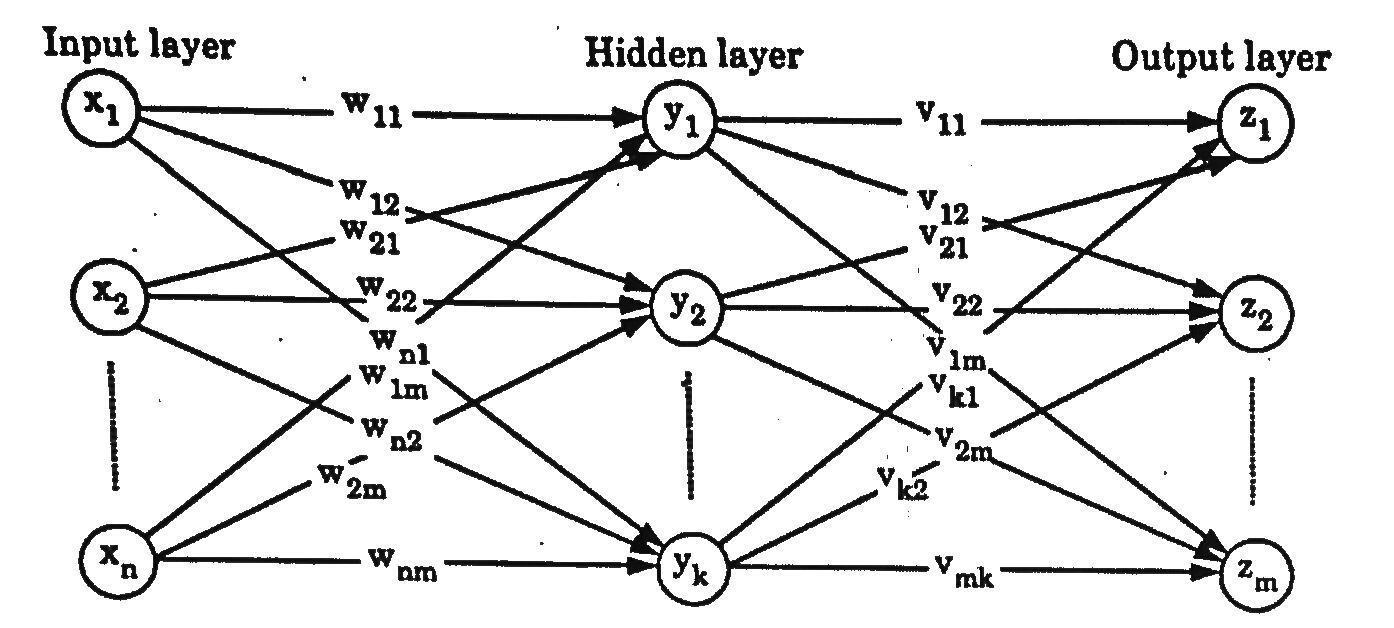 Input layer
Hidden layer
Output layer
x1
w11
y1
v11
z1
w12
v12
w21
v21
x2
w22
y2
v22
z2
wn1
v1m
w1m
vk1
wn2
v2m
w2m
vk2
xn
wnm
yk
vmk
zm